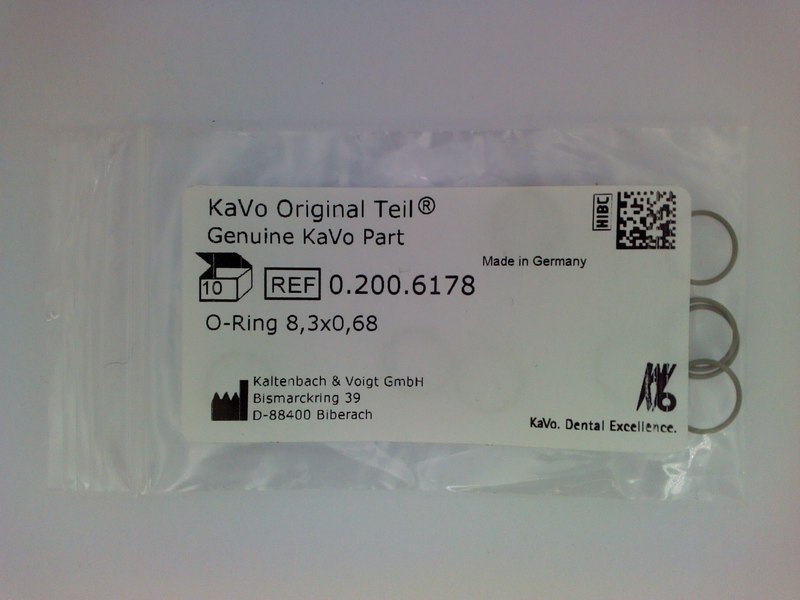 KaVo Original Teil®
Genuine KaVo Part
HIBC
Made in Germany
10 REF 0.200.6178
O-Ring 8,3x0,68
Kaltenbach & Voigt GmbH
Bismarckring 39
D-88400 Biberach
KaVo. Dental Excellence.